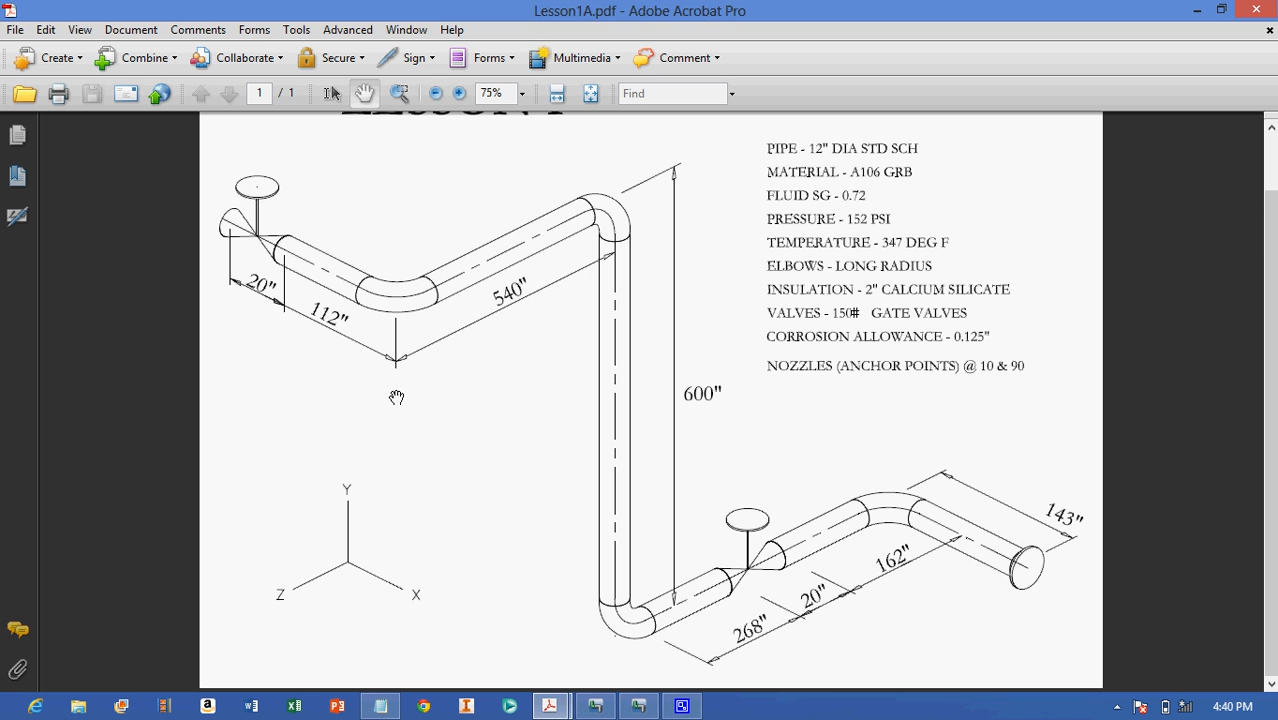 Lesson1A.pdf - Adobe Acrobat Pro
File Edit View Document Comments Forms Tools Advanced Window Help
Create Combine Collaborate Secure Sign Forms Multimedia Comment
1 / 1 75% Find
PIPE - 12" DIA STD SCH
MATERIAL - A106 GRB
FLUID SG - 0.72
PRESSURE - 152 PSI
TEMPERATURE - 347 DEG F
ELBOWS - LONG RADIUS
INSULATION - 2" CALCIUM SILICATE
VALVES - 150# GATE VALVES
CORROSION ALLOWANCE - 0.125"
NOZZLES (ANCHOR POINTS) @ 10 & 90
20"
112"
540"
600"
143"
162"
20"
268"
Y
Z
X
4:40 PM